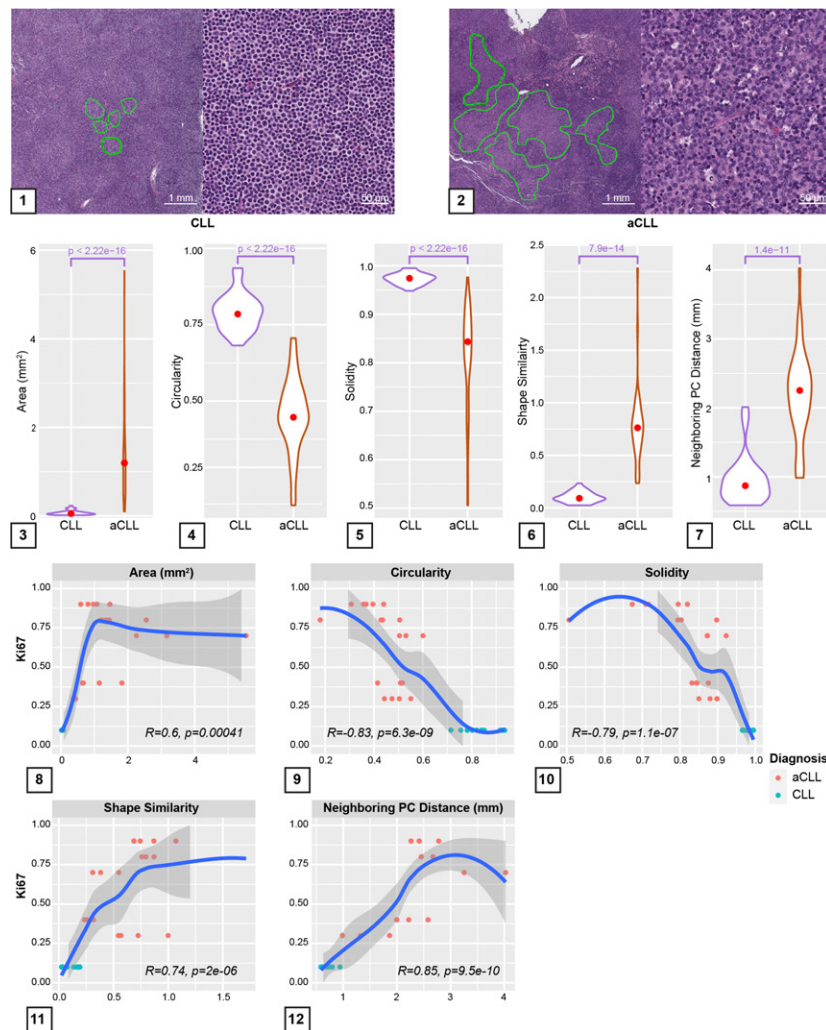 1 mm
50 µm
1
CLL
1 mm
50 µm
2
aCLL
p < 2.22e−16
6
4
2
0
Area (mm²)
CLL
aCLL
3
p < 2.22e−16
1.00
0.75
0.50
0.25
Circularity
CLL
aCLL
4
p < 2.22e−16
1.0
0.9
0.8
0.7
0.6
0.5
Solidity
CLL
aCLL
5
7.9e−14
2.5
2.0
1.5
1.0
0.5
0.0
Shape Similairty
CLL
aCLL
6
1.4e−11
4
3
2
1
Neighboring PC Distance (mm)
CLL
aCLL
7
Area (mm²)
1.00
0.75
0.50
0.25
0.00
Ki67
R=0.6, p=0.00041
0
2
4
8
Circularity
1.00
0.75
0.50
0.25
0.00
R=-0.83, p=6.3e-09
0.2
0.4
0.6
0.8
9
Solidity
1.00
0.75
0.50
0.25
0.00
R=-0.79, p=1.1e-07
0.5
0.6
0.7
0.8
0.9
1.0
10
Diagnosis
aCLL
CLL
Shape Similarity
1.00
0.75
0.50
0.25
0.00
Ki67
R=0.74, p=2e-06
0.0
0.5
1.0
1.5
11
Neighboring PC Distance (mm)
1.00
0.75
0.50
0.25
0.00
R=0.85, p=9.5e-10
1
2
3
4
12